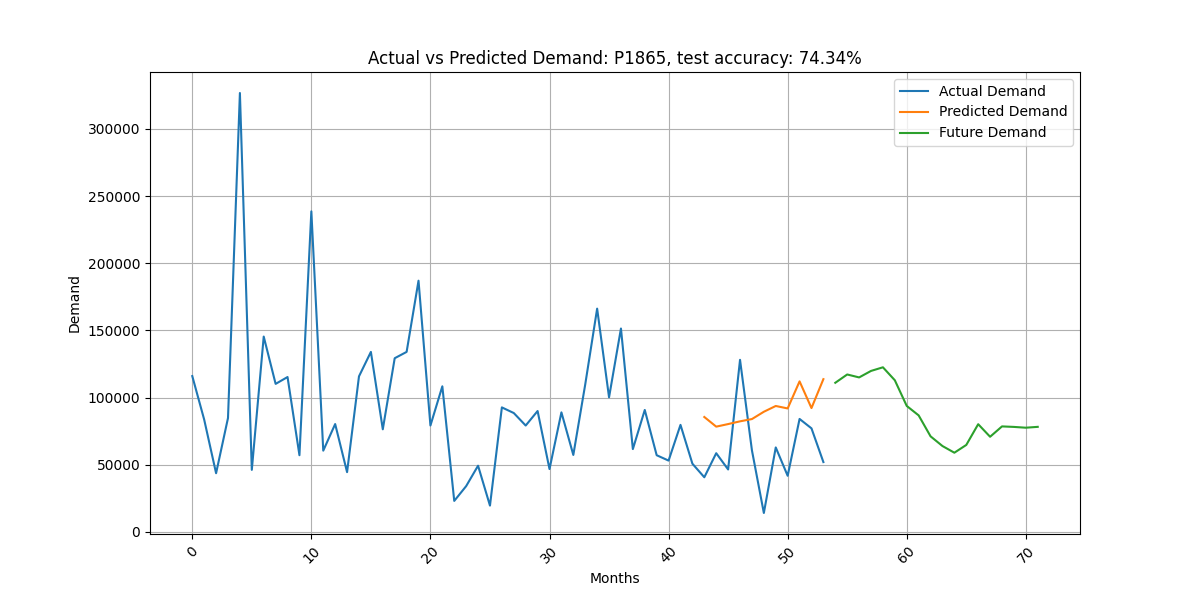 Actual vs Predicted Demand: P1865, test accuracy: 74.34%
Actual Demand
Predicted Demand
Future Demand
300000
250000
200000
150000
100000
50000
0
Demand
0 10 20 30 40 50 60 70
Months